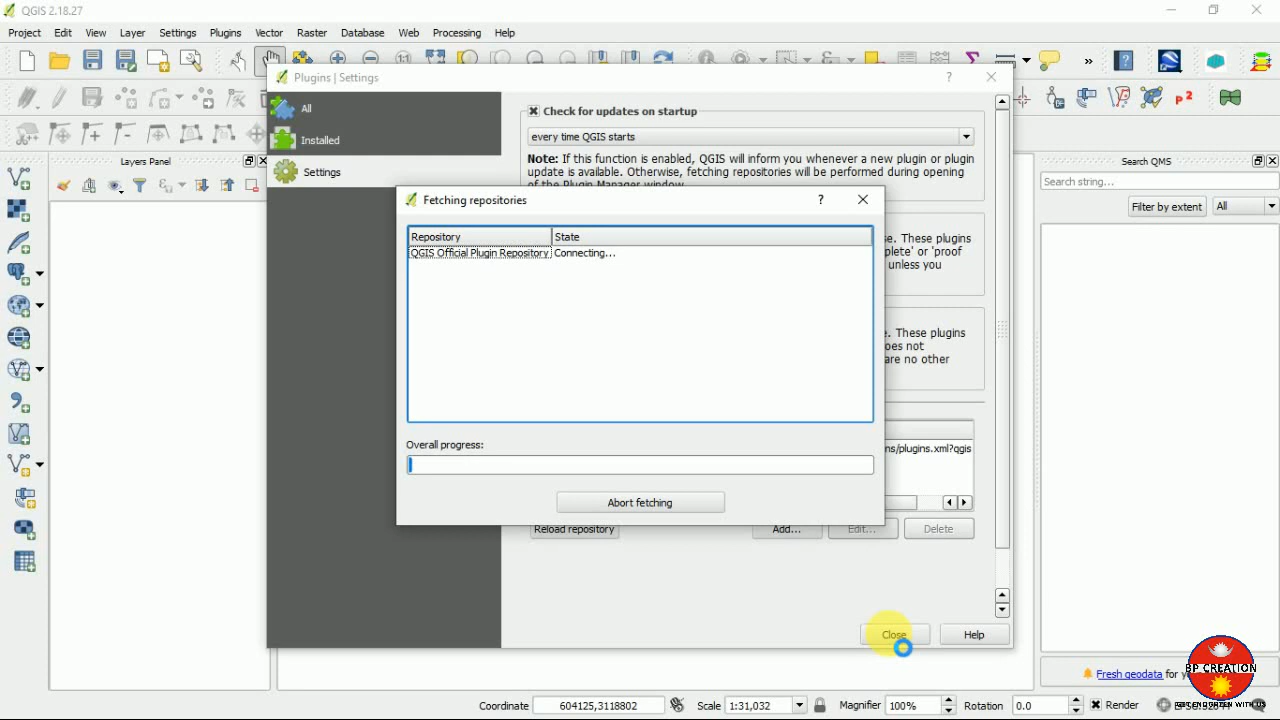 QGIS 2.18.27
Project Edit View Layer Settings Plugins Vector Raster Database Web Processing Help
Plugins | Settings
All
Installed
Settings
Check for updates on startup
every time QGIS starts
Note: If this function is enabled, QGIS will inform you whenever a new plugin or plugin
update is available. Otherwise, fetching repositories will be performed during opening
of the Plugin Manager window.
Layers Panel
Search QMS
Search string...
Filter by extent All
Fetching repositories
Repository State
QGIS Official Plugin Repository Connecting...
se. These plugins
plete' or 'proof
unless you
e. These plugins
oes not
are no other
ns/plugins.xml?qgis
Overall progress:
Abort fetching
Reload repository Add... Edit... Delete
Close Help
Fresh geodata for
BP CREATION
Coordinate 604125,3118802 Scale 1:31,032 Magnifier 100% Rotation 0.0 Render